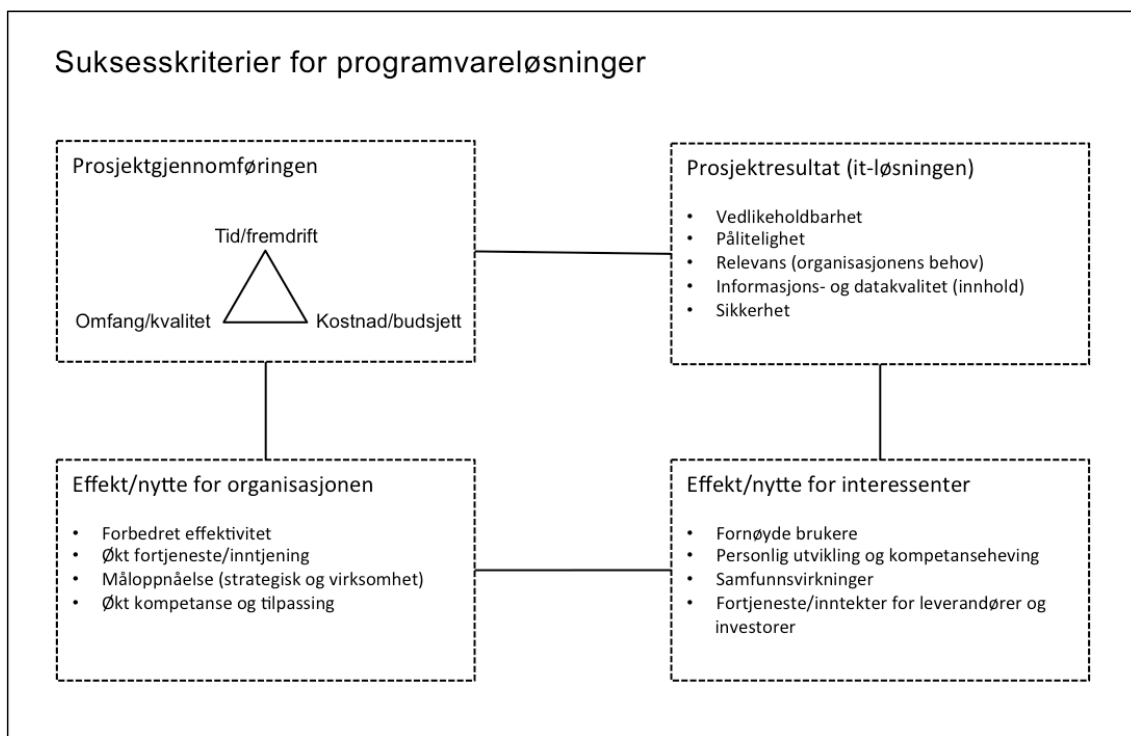 Suksesskriterier for programvareløsninger
Prosjektgjennomføringen
Tid/fremdrift
Omfang/kvalitet
Kostnad/budsjett
Prosjektresultat (it-løsningen)
• Vedlikeholdbarhet
• Pålitelighet
• Relevans (organisasjonens behov)
• Informasjons- og datakvalitet (innhold)
• Sikkerhet
Effekt/nytte for organisasjonen
• Forbedret effektivitet
• Økt fortjeneste/inntjening
• Måloppnåelse (strategisk og virksomhet)
• Økt kompetanse og tilpassing
Effekt/nytte for interessenter
• Fornøyde brukere
• Personlig utvikling og kompetanseheving
• Samfunnsvirkninger
• Fortjeneste/inntekter for leverandører og
investorer